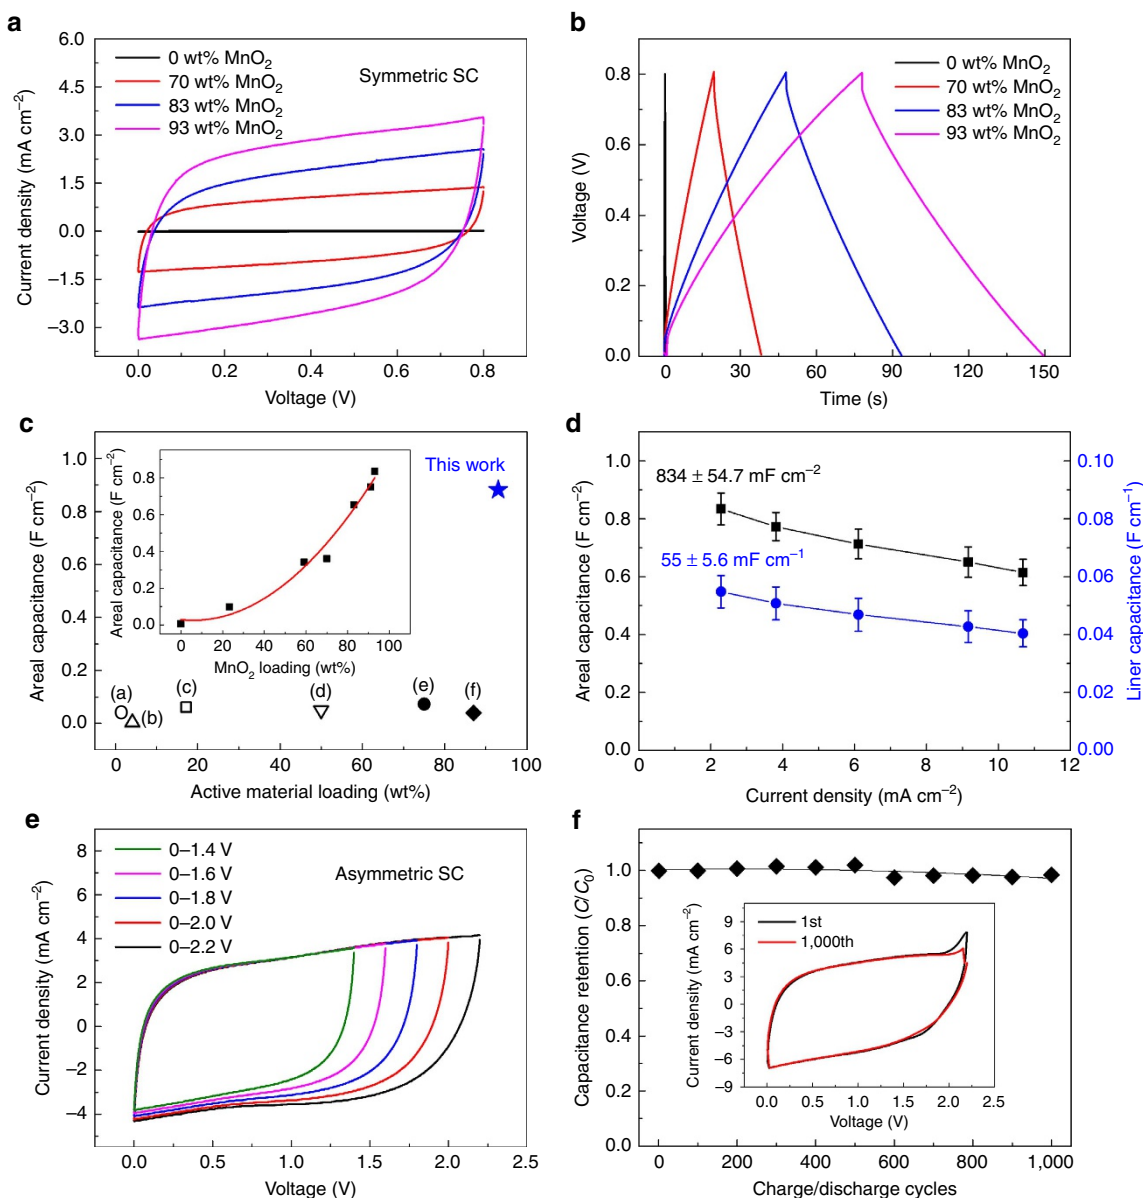 a
6.0
4.5
3.0
1.5
0.0
−1.5
−3.0
Current density (mA cm−2)
0 wt% MnO2
70 wt% MnO2
83 wt% MnO2
93 wt% MnO2
Symmetric SC
0.0 0.2 0.4 0.6 0.8
Voltage (V)
b
0.8
0.6
0.4
0.2
0.0
Voltage (V)
0 wt% MnO2
70 wt% MnO2
83 wt% MnO2
93 wt% MnO2
0 30 60 90 120 150
Time (s)
c
1.0
0.8
0.6
0.4
0.2
0.0
Areal capacitance (F cm−2)
This work
0.8
0.6
0.4
0.2
0.0
Areal capacitance (F cm−2)
0 20 40 60 80 100
MnO2 loading (wt%)
(a)
(b)
(c)
(d)
(e)
(f)
0 20 40 60 80 100
Active material loading (wt%)
d
1.0
0.8
0.6
0.4
0.2
0.0
Areal capacitance (F cm−2)
834 ± 54.7 mF cm−2
55 ± 5.6 mF cm−1
0.10
0.08
0.06
0.04
0.02
0.00
Liner capacitance (F cm−1)
0 2 4 6 8 10 12
Current density (mA cm−2)
e
8
6
4
2
0
−2
−4
Current density (mA cm−2)
0–1.4 V
0–1.6 V
0–1.8 V
0–2.0 V
0–2.2 V
Asymmetric SC
0.0 0.5 1.0 1.5 2.0 2.5
Voltage (V)
f
1.0
0.8
0.6
0.4
0.2
0.0
Capacitance retention (C/C0)
9
6
3
0
−3
−6
−9
Current density (mA cm−2)
1st
1,000th
0.0 0.5 1.0 1.5 2.0 2.5
Voltage (V)
0 200 400 600 800 1,000
Charge/discharge cycles